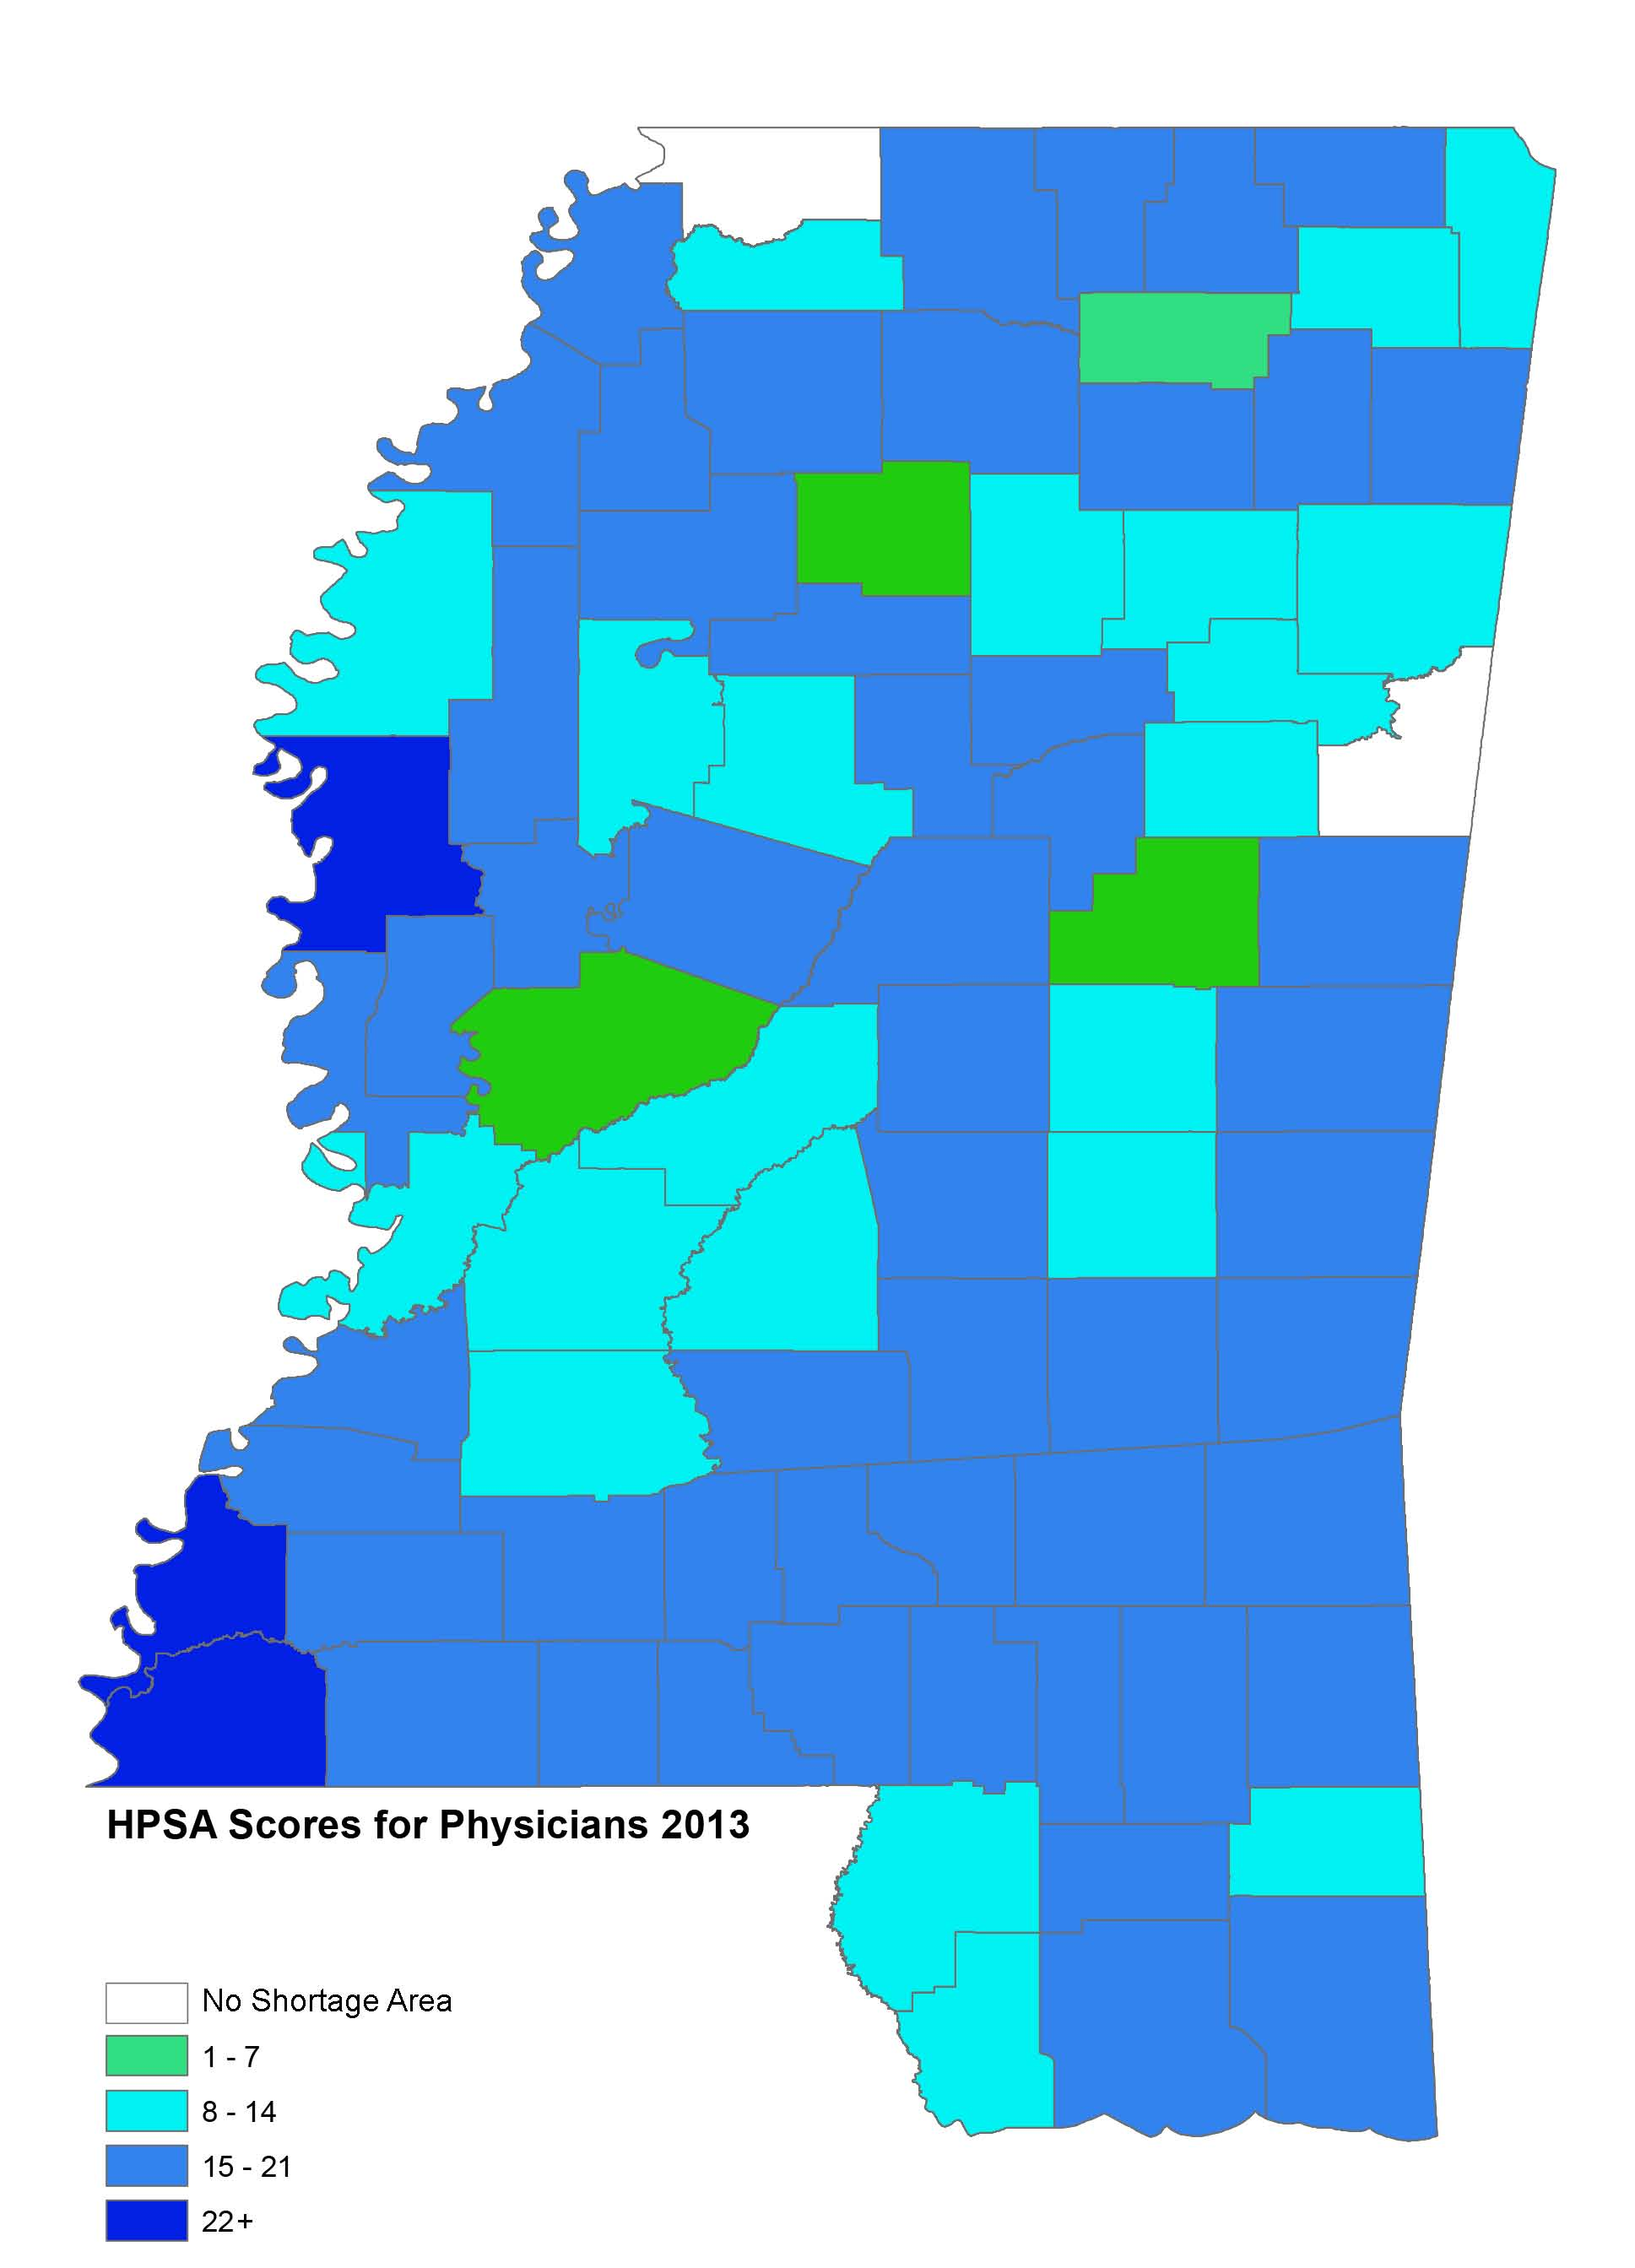 HPSA Scores for Physicians 2013
No Shortage Area
1 - 7
8 - 14
15 - 21
22+